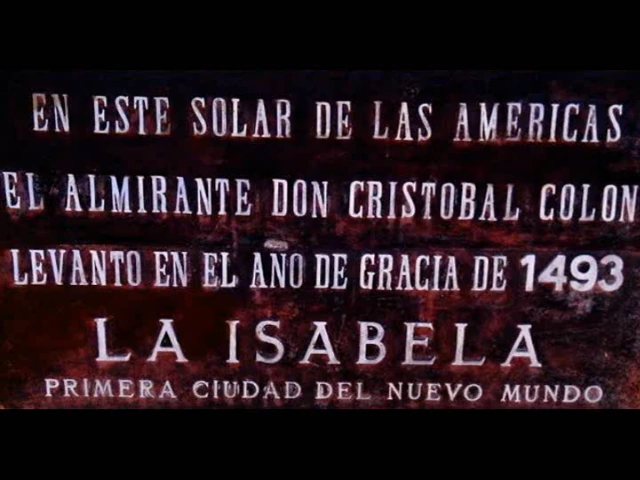 EN ESTE SOLAR DE LAS AMERICAS
EL ALMIRANTE DON CRISTOBAL COLON
LEVANTO EN EL ANO DE GRACIA DE 1493
LA ISABELA
PRIMERA CIUDAD DEL NUEVO MUNDO